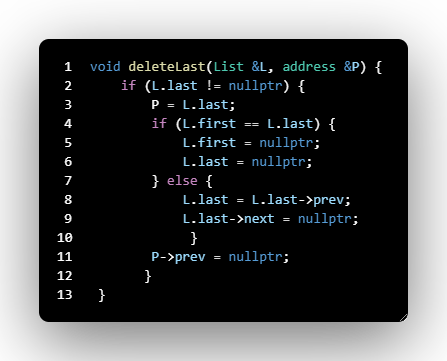 1 void deleteLast(List &L, address &P) {
2     if (L.last != nullptr) {
3         P = L.last;
4         if (L.first == L.last) {
5             L.first = nullptr;
6             L.last = nullptr;
7         } else {
8             L.last = L.last->prev;
9             L.last->next = nullptr;
10              }
11         P->prev = nullptr;
12        }
13  }